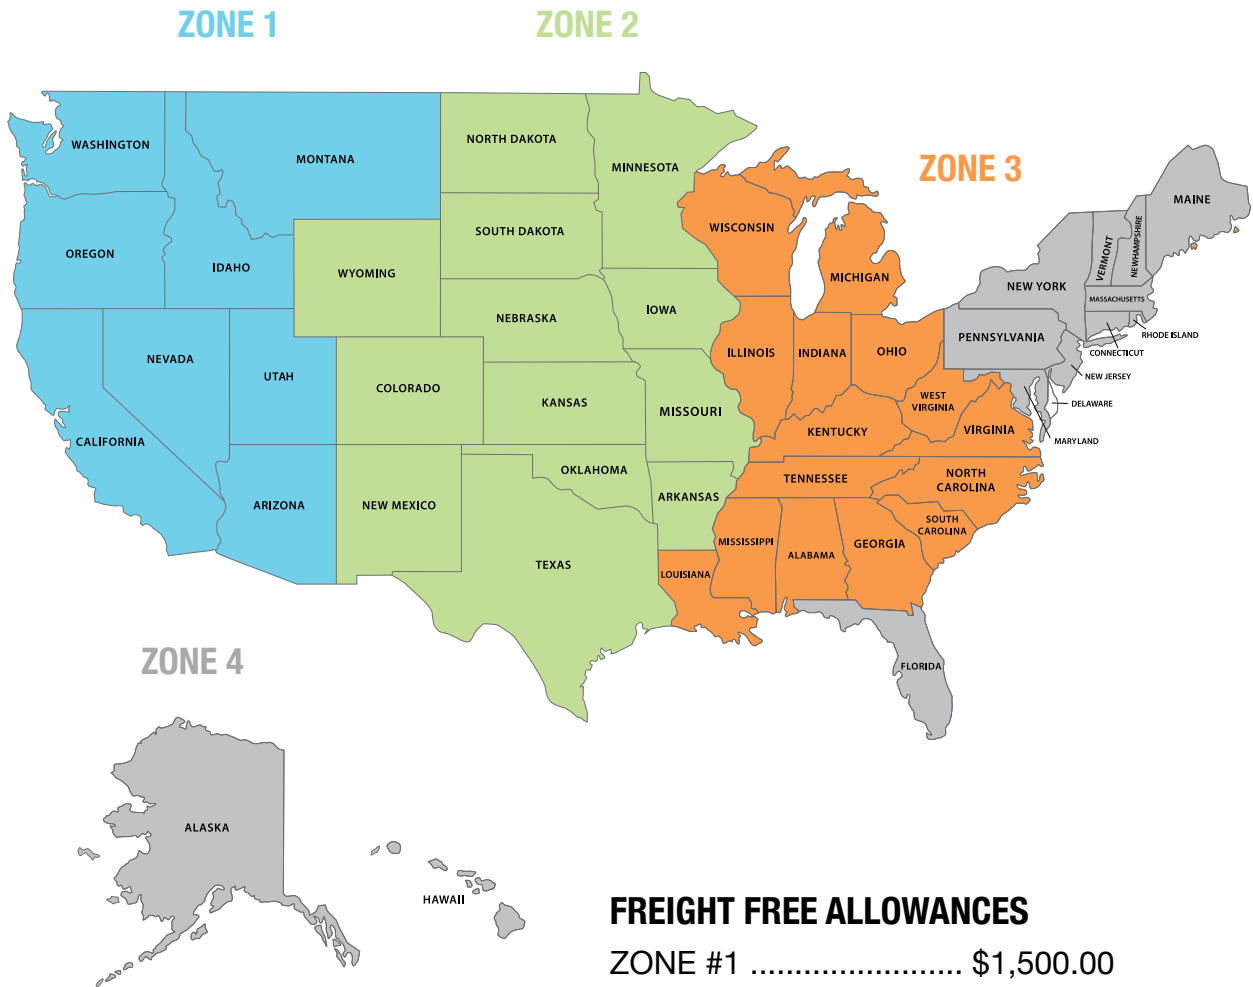 ZONE 1
ZONE 2
ZONE 3
WASHINGTON
MONTANA
NORTH DAKOTA
MINNESOTA
OREGON
IDAHO
WYOMING
SOUTH DAKOTA
WISCONSIN
MICHIGAN
MAINE
VERMONT
NEWHAMPSHIRE
NEW YORK
MASSACHUSETTS
RHODE ISLAND
CONNECTICUT
NEBRASKA
IOWA
PENNSYLVANIA
NEVADA
UTAH
COLORADO
ILLINOIS
INDIANA
OHIO
NEW JERSEY
DELAWARE
MARYLAND
KANSAS
MISSOURI
WEST
VIRGINIA
VIRGINIA
KENTUCKY
CALIFORNIA
ARIZONA
NEW MEXICO
OKLAHOMA
ARKANSAS
TENNESSEE
NORTH
CAROLINA
SOUTH
CAROLINA
TEXAS
LOUISIANA
MISSISSIPPI
ALABAMA
GEORGIA
FLORIDA
ZONE 4
ALASKA
HAWAII
FREIGHT FREE ALLOWANCES
ZONE #1 ........................ $1,500.00